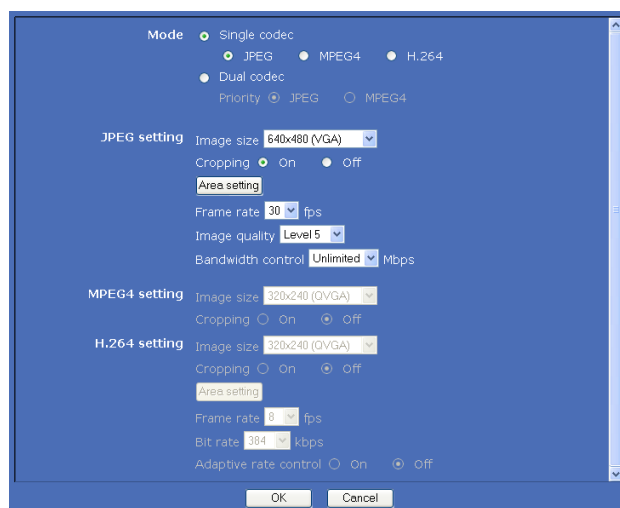 Mode Single codec
JPEG MPEG4 H.264
Dual codec
Priority JPEG MPEG4
JPEG setting Image size 640x480 (VGA)
Cropping On Off
Area setting
Frame rate 30 fps
Image quality Level 5
Bandwidth control Unlimited Mbps
MPEG4 setting Image size 320x240 (QVGA)
Cropping On Off
H.264 setting Image size 320x240 (QVGA)
Cropping On Off
Area setting
Frame rate 8 fps
Bit rate 384 kbps
Adaptive rate control On Off
OK Cancel